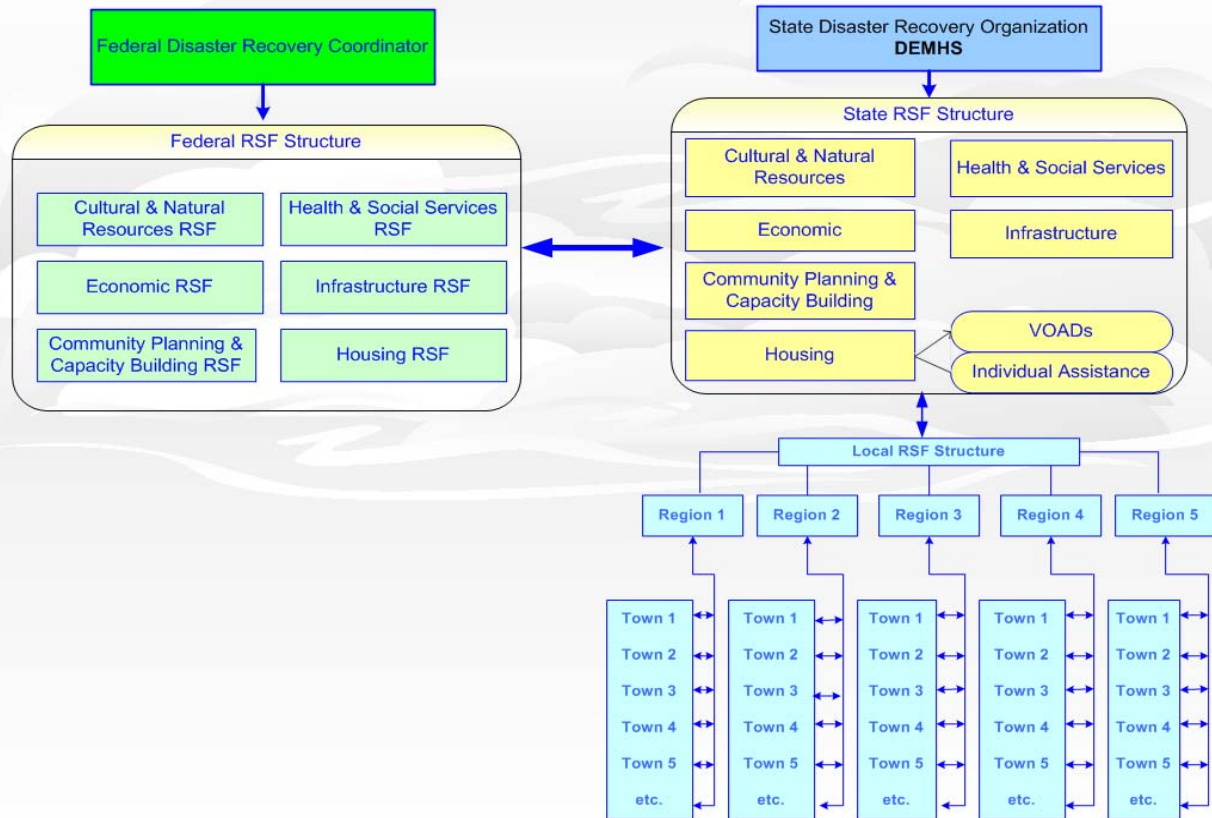 Federal Disaster Recovery Coordinator
State Disaster Recovery Organization
DEMHS
Federal RSF Structure
Cultural & Natural
Resources RSF
Health & Social Services
RSF
Economic RSF
Infrastructure RSF
Community Planning &
Capacity Building RSF
Housing RSF
State RSF Structure
Cultural & Natural
Resources
Health & Social Services
Economic
Infrastructure
Community Planning &
Capacity Building
Housing
VOADs
Individual Assistance
Local RSF Structure
Region 1
Region 2
Region 3
Region 4
Region 5
Town 1
Town 2
Town 3
Town 4
Town 5
etc.
Town 1
Town 2
Town 3
Town 4
Town 5
etc.
Town 1
Town 2
Town 3
Town 4
Town 5
etc.
Town 1
Town 2
Town 3
Town 4
Town 5
etc.
Town 1
Town 2
Town 3
Town 4
Town 5
etc.